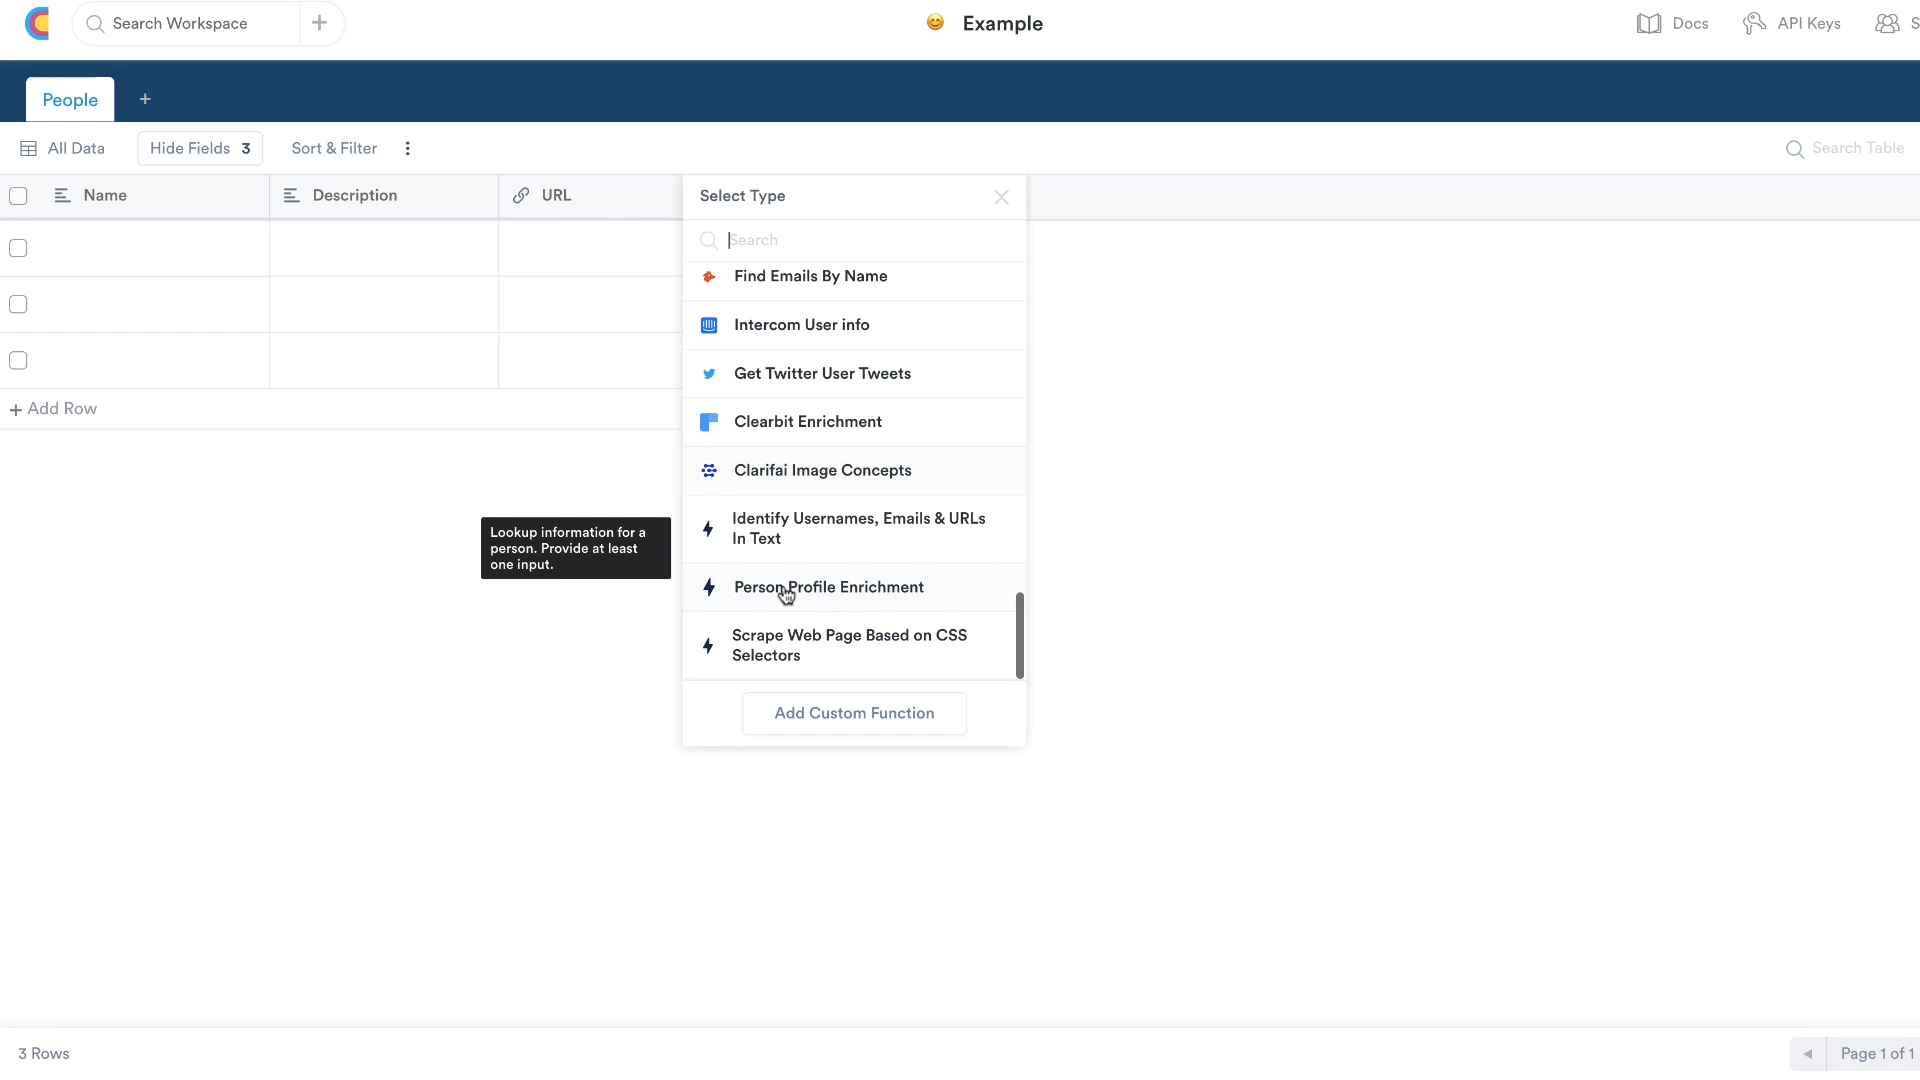 Search Workspace
Example
Docs
API Keys
S
People
All Data
Hide Fields 3
Sort & Filter
Search Table
Name
Description
URL
Select Type
Search
Find Emails By Name
Intercom User info
Get Twitter User Tweets
Clearbit Enrichment
Clarifai Image Concepts
Identify Usernames, Emails & URLs
In Text
Lookup information for a
person. Provide at least
one input.
Person Profile Enrichment
Scrape Web Page Based on CSS
Selectors
Add Custom Function
+ Add Row
3 Rows
Page 1 of 1